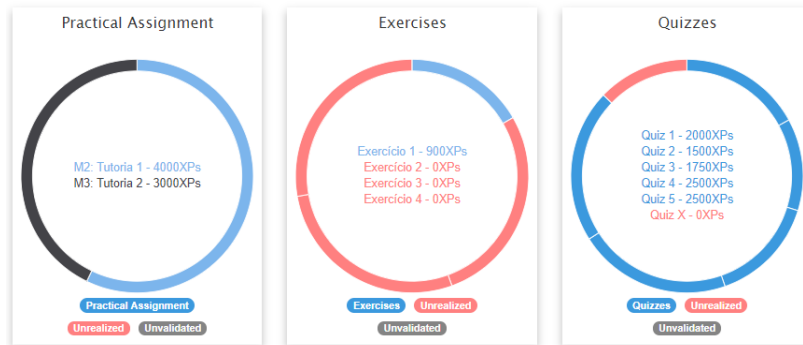 Practical Assignment
M2: Tutoria 1 - 4000XPs
M3: Tutoria 2 - 3000XPs
Practical Assignment
Unrealized Unvalidated
Exercises
Exercício 1 - 900XPs
Exercício 2 - 0XPs
Exercício 3 - 0XPs
Exercício 4 - 0XPs
Exercises Unrealized
Unvalidated
Quizzes
Quiz 1 - 2000XPs
Quiz 2 - 1500XPs
Quiz 3 - 1750XPs
Quiz 4 - 2500XPs
Quiz 5 - 2500XPs
Quiz X - 0XPs
Quizzes Unrealized
Unvalidated